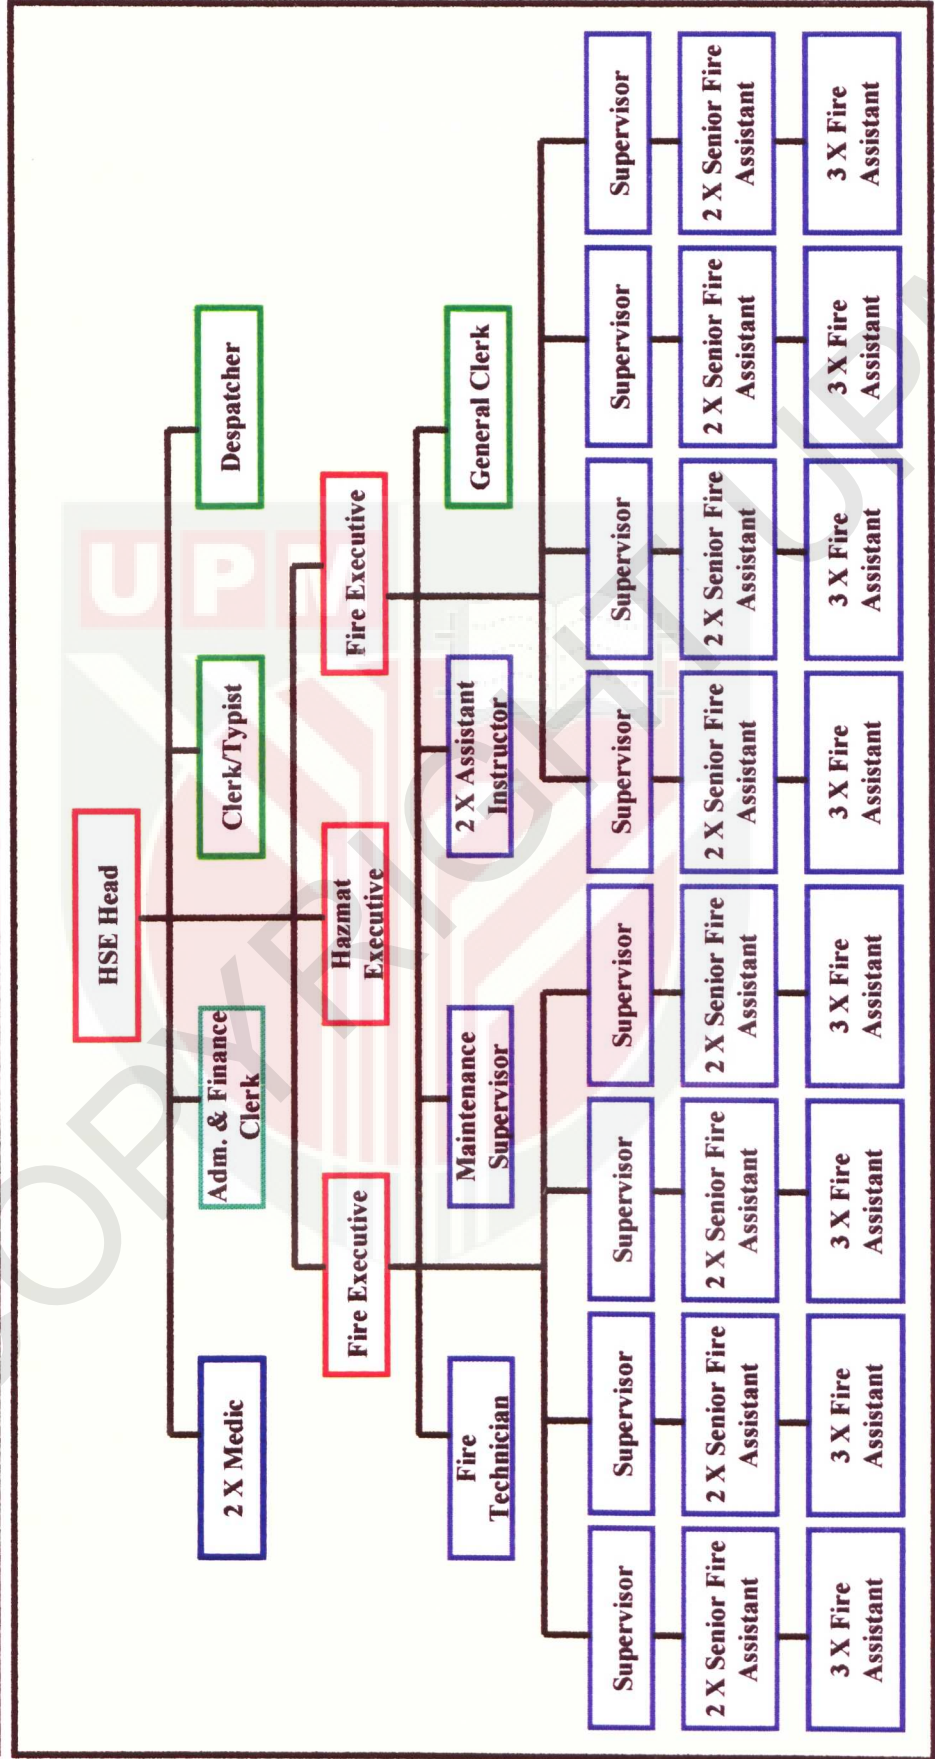 HSE Head
2 X Medic
Adm. & Finance
Clerk
Clerk/Typist
Despatcher
Fire Executive
Hazmat
Executive
Fire Executive
Fire
Technician
Maintenance
Supervisor
2 X Assistant
Instructor
General Clerk
Supervisor
Supervisor
Supervisor
Supervisor
Supervisor
Supervisor
Supervisor
Supervisor
2 X Senior Fire
Assistant
2 X Senior Fire
Assistant
2 X Senior Fire
Assistant
2 X Senior Fire
Assistant
2 X Senior Fire
Assistant
2 X Senior Fire
Assistant
2 X Senior Fire
Assistant
2 X Senior Fire
Assistant
3 X Fire
Assistant
3 X Fire
Assistant
3 X Fire
Assistant
3 X Fire
Assistant
3 X Fire
Assistant
3 X Fire
Assistant
3 X Fire
Assistant
3 X Fire
Assistant
UPM
COPYRIGHT UPM